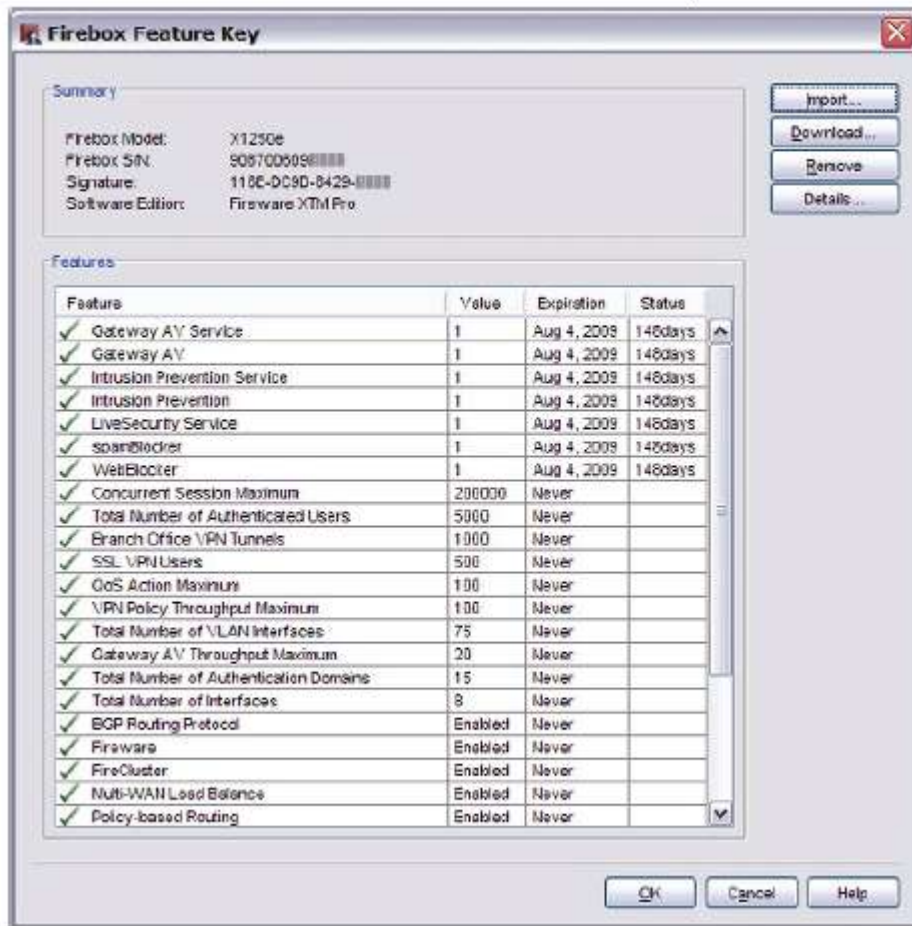 Firebox Feature Key
Summary
Firebox Model: X1250e
Firebox S/N: 908700609
Signature: 118E-DC9D-8429-
Software Edition: Fireware XTM Pro
Import...
Download...
Remove
Details ...
Features
Feature Value Expiration Status
Gateway AV Service 1 Aug 4, 2009 148days
Gateway AV 1 Aug 4, 2009 148days
Intrusion Prevention Service 1 Aug 4, 2009 148days
Intrusion Prevention 1 Aug 4, 2009 148days
LiveSecurity Service 1 Aug 4, 2009 148days
spamBlocker 1 Aug 4, 2009 148days
WebBlocker 1 Aug 4, 2009 148days
Concurrent Session Maximum 200000 Never
Total Number of Authenticated Users 5000 Never
Branch Office VPN Tunnels 1000 Never
SSL VPN Users 500 Never
QoS Action Maximum 100 Never
VPN Policy Throughput Maximum 100 Never
Total Number of VLAN Interfaces 75 Never
Gateway AV Throughput Maximum 20 Never
Total Number of Authentication Domains 15 Never
Total Number of Interfaces 8 Never
BGP Routing Protocol Enabled Never
Fireware Enabled Never
FireCluster Enabled Never
Multi-WAN Load Balance Enabled Never
Policy-based Routing Enabled Never
OK Cancel Help